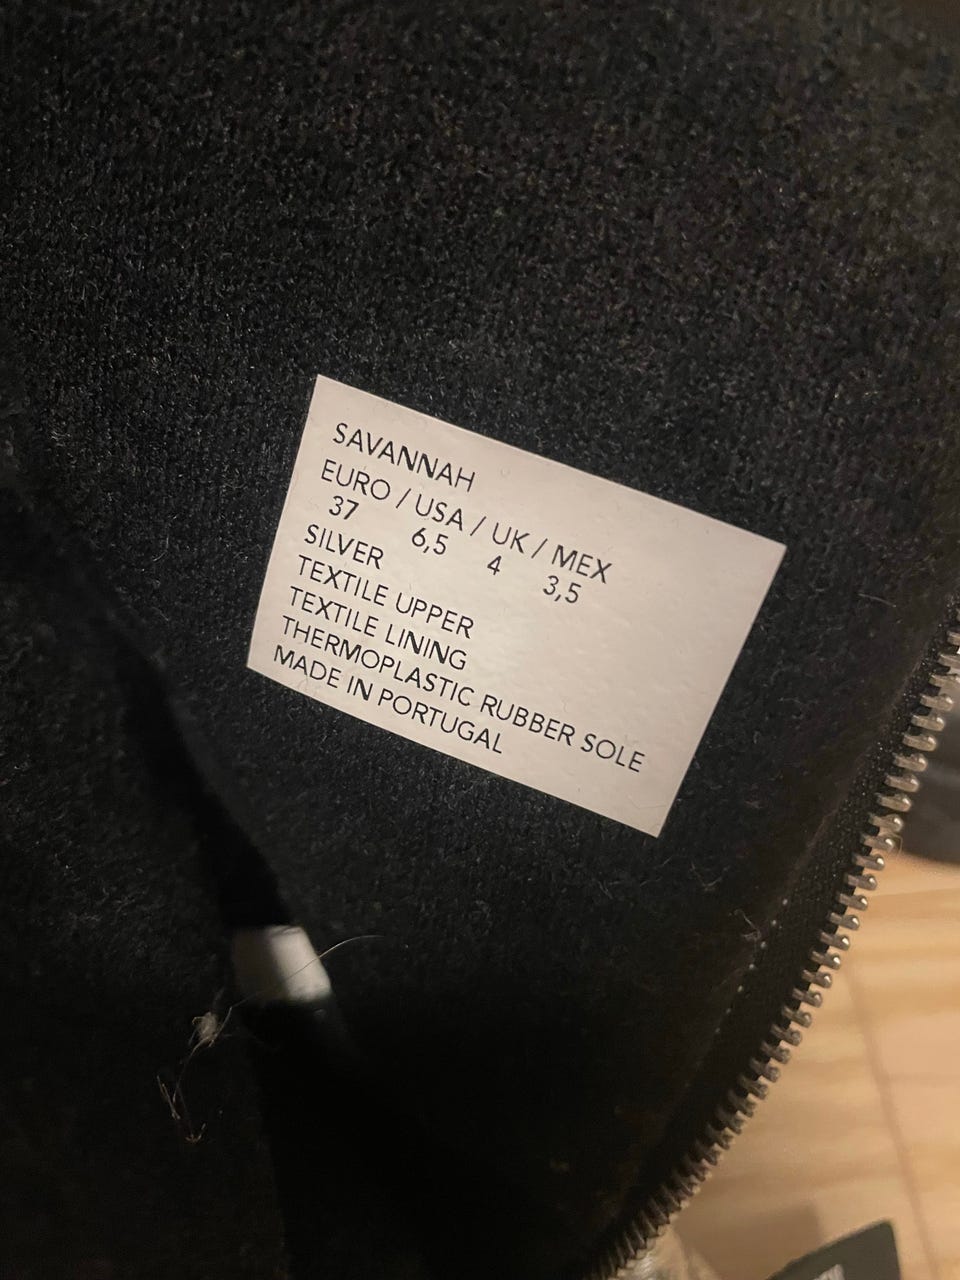 SAVANNAH
EURO / USA / UK / MEX
37 6,5 4 3,5
SILVER
TEXTILE UPPER
TEXTILE LINING
THERMOPLASTIC RUBBER SOLE
MADE IN PORTUGAL